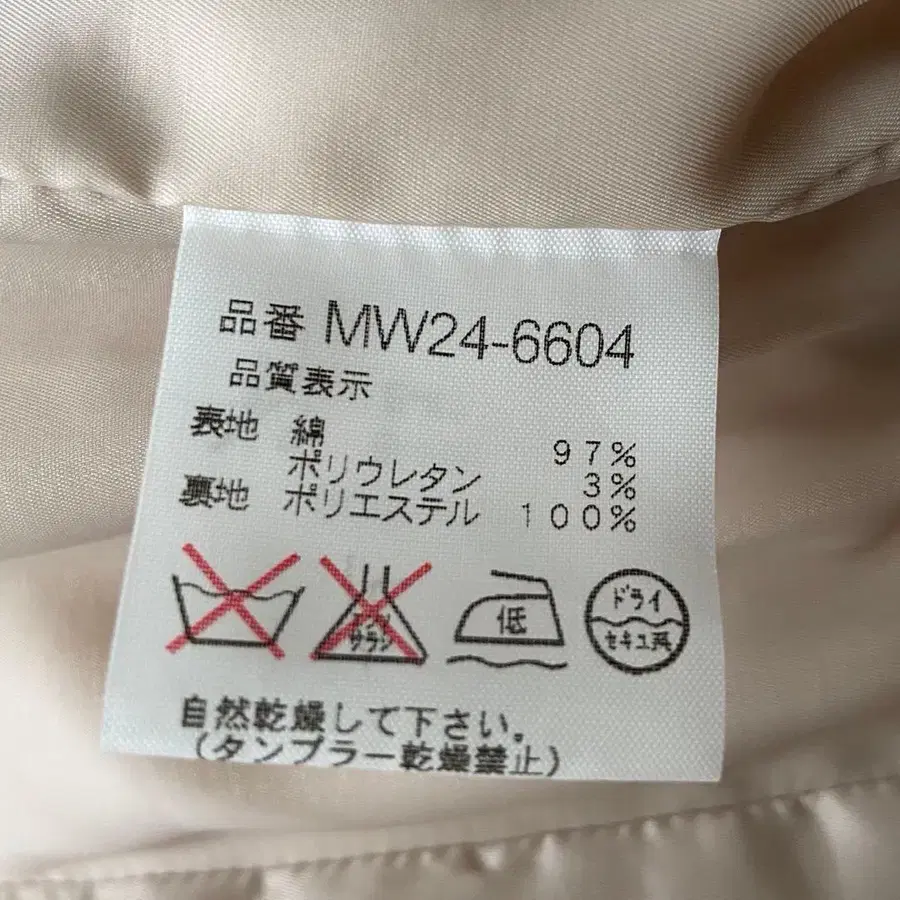 品番 MW24-6604
品質表示
表地 綿 97%
ポリウレタン 3%
裏地 ポリエステル 100%
サラシ
低
ドライ
セキユ系
自然乾燥して下さい。
(タンブラー乾燥禁止)